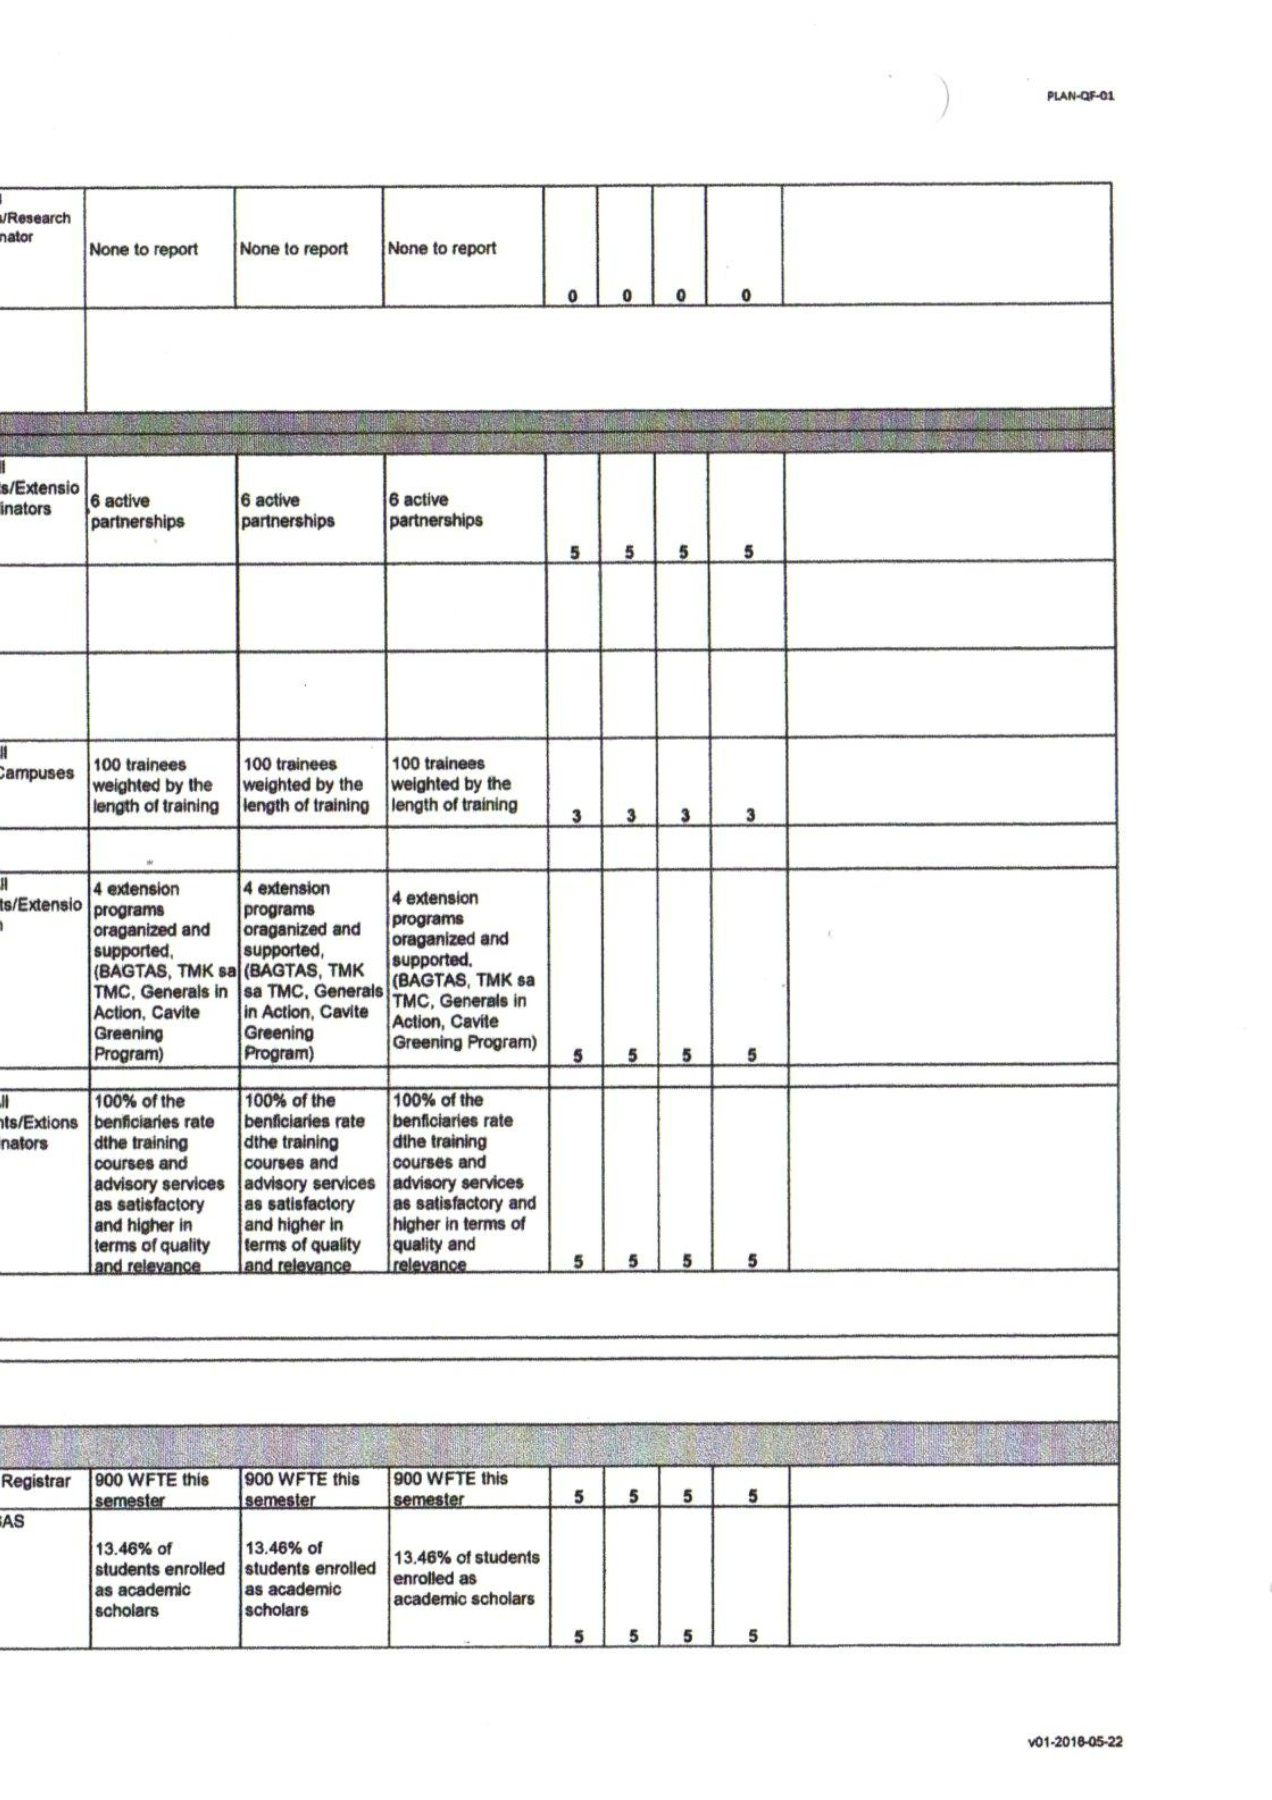 PLAN-QF-01
/Research
nator
None to report
None to report
None to report
0 0 0 0
s/Extensio
inators
6 active
partnerships
6 active
partnerships
6 active
partnerships
5 5 5 5
ll
Campuses
100 trainees
weighted by the
length of training
100 trainees
weighted by the
length of training
100 trainees
weighted by the
length of training
3 3 3 3
ll
ts/Extensio
4 extension
programs
oraganized and
supported,
(BAGTAS, TMK sa
TMC, Generals in
Action, Cavite
Greening
Program)
4 extension
programs
oraganized and
supported,
(BAGTAS, TMK
sa TMC, Generals
in Action, Cavite
Greening
Program)
4 extension
programs
oraganized and
supported,
(BAGTAS, TMK sa
TMC, Generals in
Action, Cavite
Greening Program)
5 5 5 5
ll
nts/Extions
nators
100% of the
benficiaries rate
dthe training
courses and
advisory services
as satisfactory
and higher in
terms of quality
and relevance
100% of the
benficiaries rate
dthe training
courses and
advisory services
as satisfactory
and higher in
terms of quality
and relevance
100% of the
benficiaries rate
dthe training
courses and
advisory services
as satisfactory and
higher in terms of
quality and
relevance
5 5 5 5
Registrar
900 WFTE this
semester
900 WFTE this
semester
900 WFTE this
semester
5 5 5 5
AS
13.46% of
students enrolled
as academic
scholars
13.46% of
students enrolled
as academic
scholars
13.46% of students
enrolled as
academic scholars
5 5 5 5
v01-2018-05-22